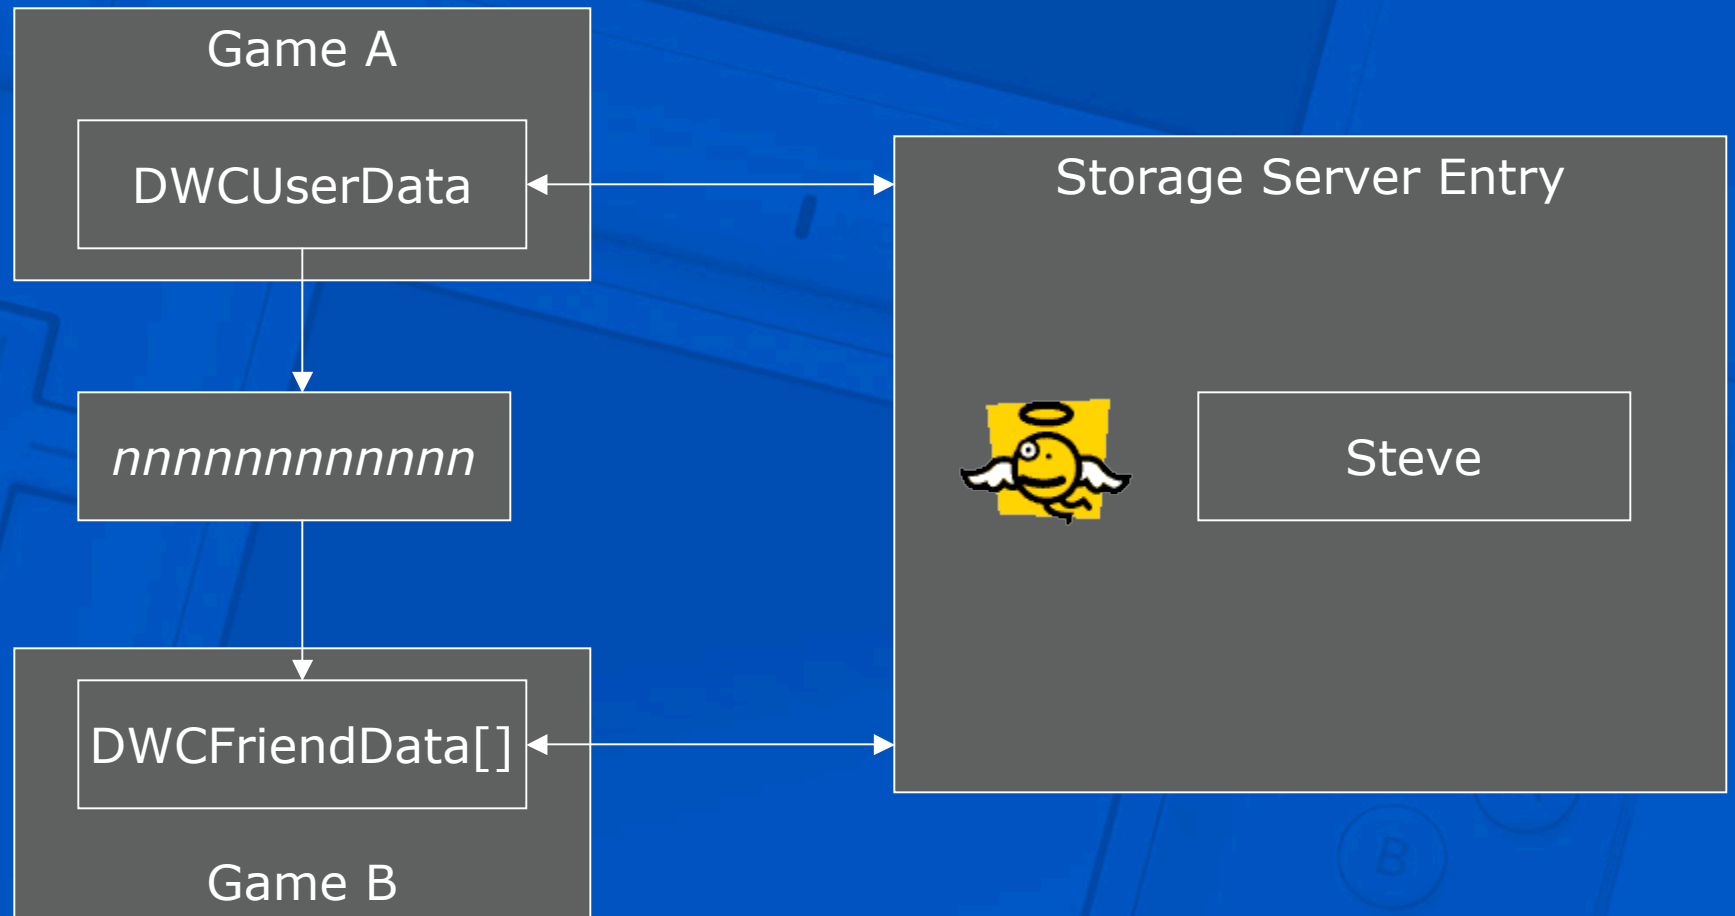 Game A
DWCUserData
Storage Server Entry
nnnnnnnnnnnn
Steve
DWCFriendData[]
Game B
B